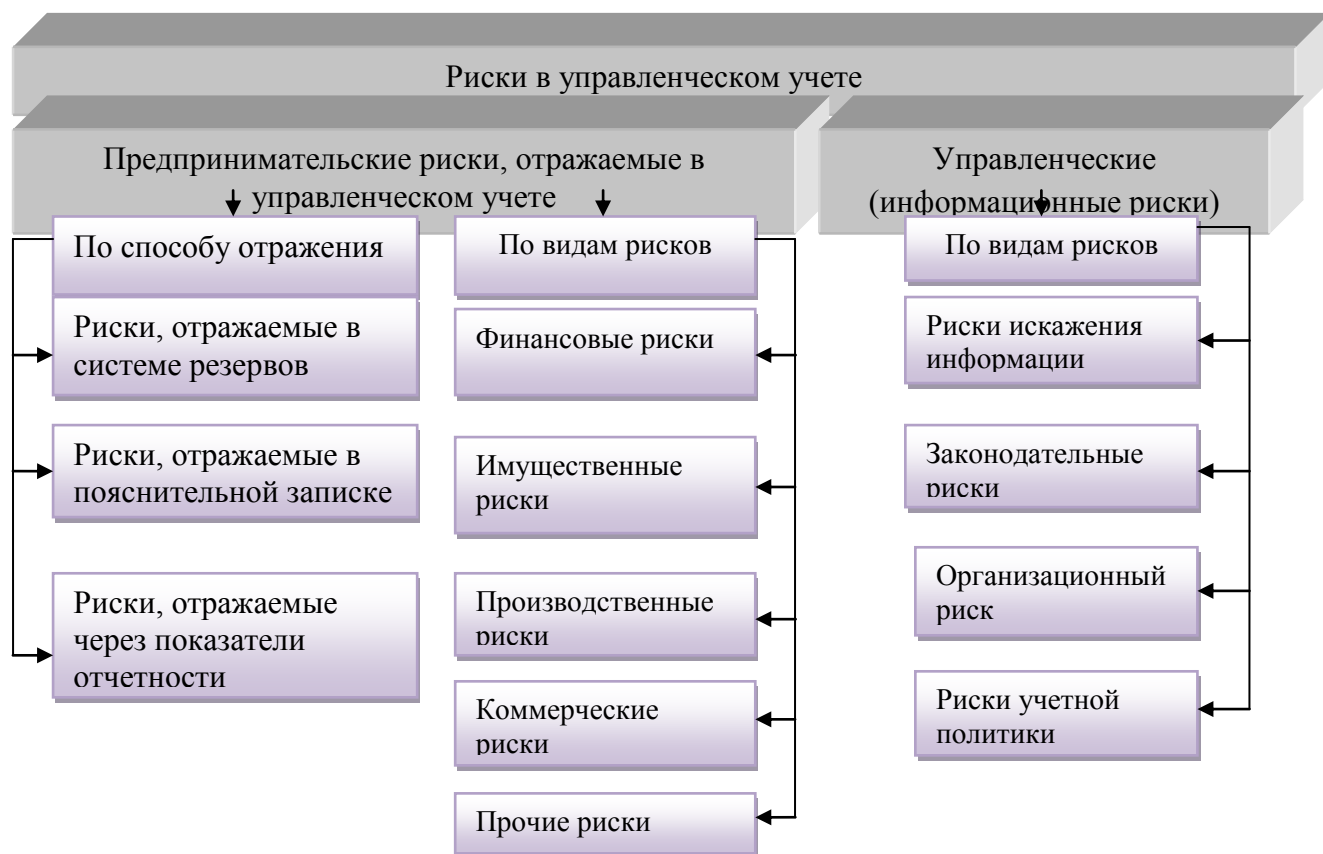 Риски в управленческом учете
Предпринимательские риски, отражаемые в
управленческом учете
По способу отражения
Риски, отражаемые в
системе резервов
Риски, отражаемые в
пояснительной записке
Риски, отражаемые
через показатели
отчетности
По видам рисков
Финансовые риски
Имущественные
риски
Производственные
риски
Коммерческие
риски
Прочие риски
Управленческие
(информационные риски)
По видам рисков
Риски искажения
информации
Законодательные
риски
Организационный
риск
Риски учетной
политики